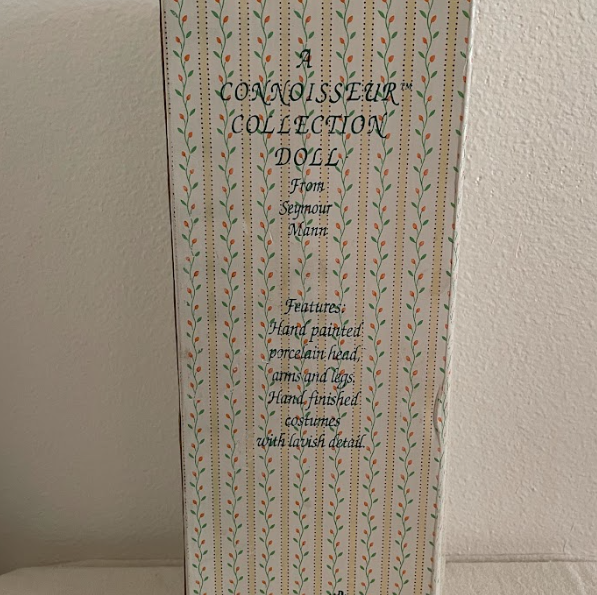 A
CONNOISSEUR™
COLLECTION
DOLL
From
Seymour
Mann
Features:
Hand painted
porcelain head,
arms and legs.
Hand finished
costumes
with lavish detail.